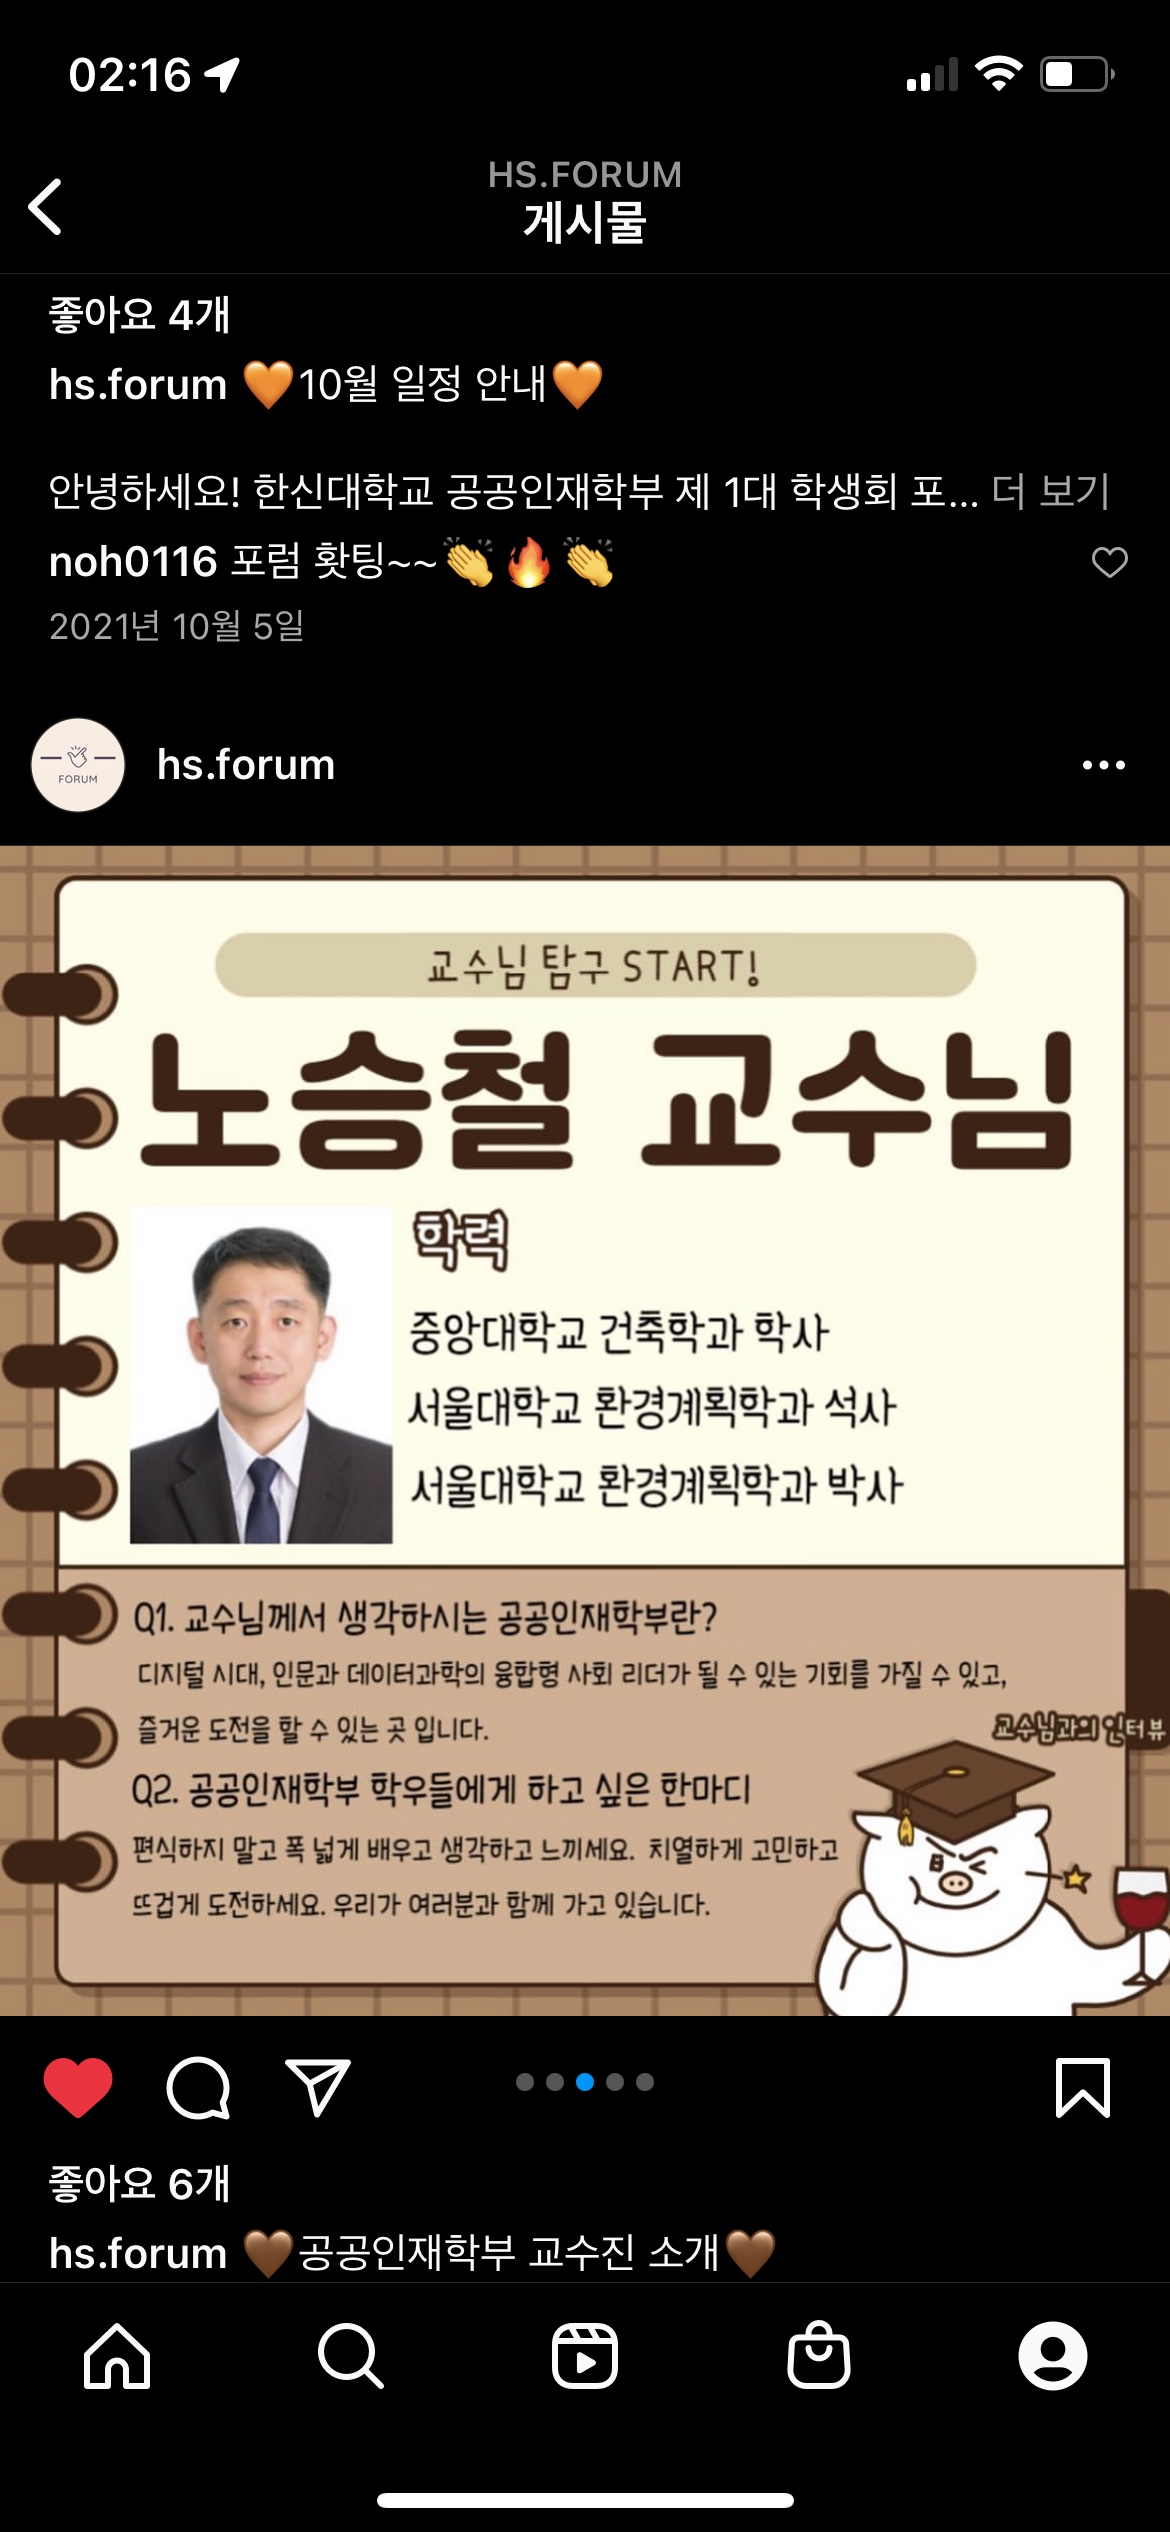 02:16
HS.FORUM
게시물
좋아요 4개
hs.forum 🧡10월 일정 안내🧡
안녕하세요! 한신대학교 공공인재학부 제 1대 학생회 포... 더 보기
noh0116 포럼 홧팅~~👏🔥👏
2021년 10월 5일
FORUM
hs.forum
교수님 탐구 START!
노승철 교수님
학력
중앙대학교 건축학과 학사
서울대학교 환경계획학과 석사
서울대학교 환경계획학과 박사
Q1. 교수님께서 생각하시는 공공인재학부란?
디지털 시대, 인문과 데이터과학의 융합형 사회 리더가 될 수 있는 기회를 가질 수 있고,
즐거운 도전을 할 수 있는 곳 입니다.
교수님과의 인터뷰
Q2. 공공인재학부 학우들에게 하고 싶은 한마디
편식하지 말고 폭 넓게 배우고 생각하고 느끼세요. 치열하게 고민하고
뜨겁게 도전하세요. 우리가 여러분과 함께 가고 있습니다.
좋아요 6개
hs.forum 🤎공공인재학부 교수진 소개🤎